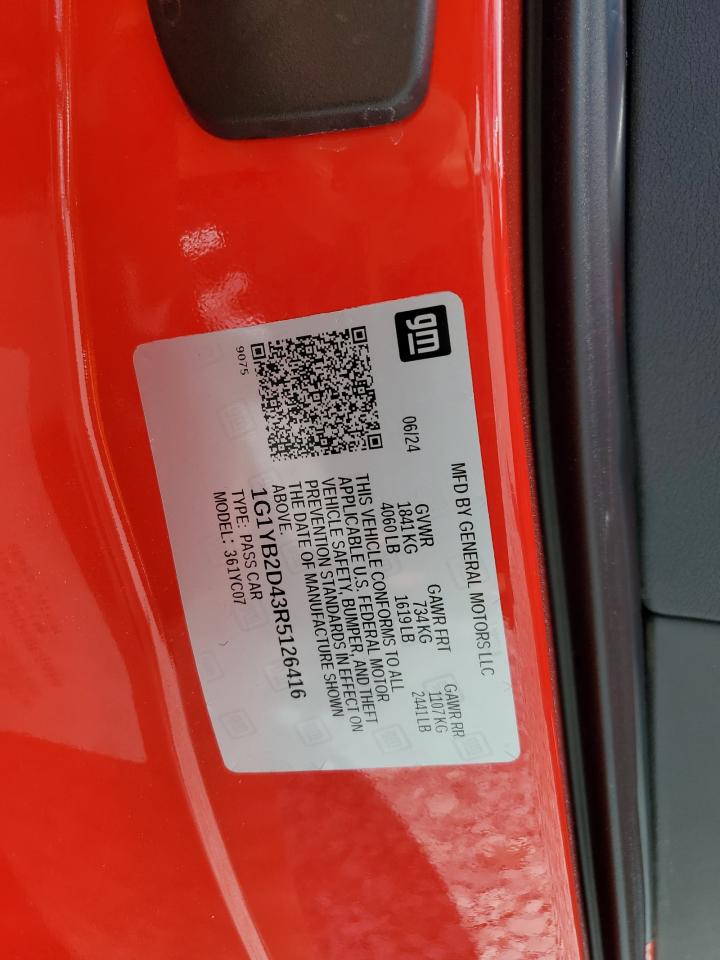 gm
MFD BY GENERAL MOTORS LLC
06/24
GVWR
1841KG
4060LB
GAWR FRT
734KG
1619LB
GAWR RR
1107KG
2441LB
THIS VEHICLE CONFORMS TO ALL
APPLICABLE U.S. FEDERAL MOTOR
VEHICLE SAFETY, BUMPER, AND THEFT
PREVENTION STANDARDS IN EFFECT ON
THE DATE OF MANUFACTURE SHOWN
ABOVE.
1G1YB2D43R5126416
TYPE: PASS CAR
MODEL: 361YC07
9075